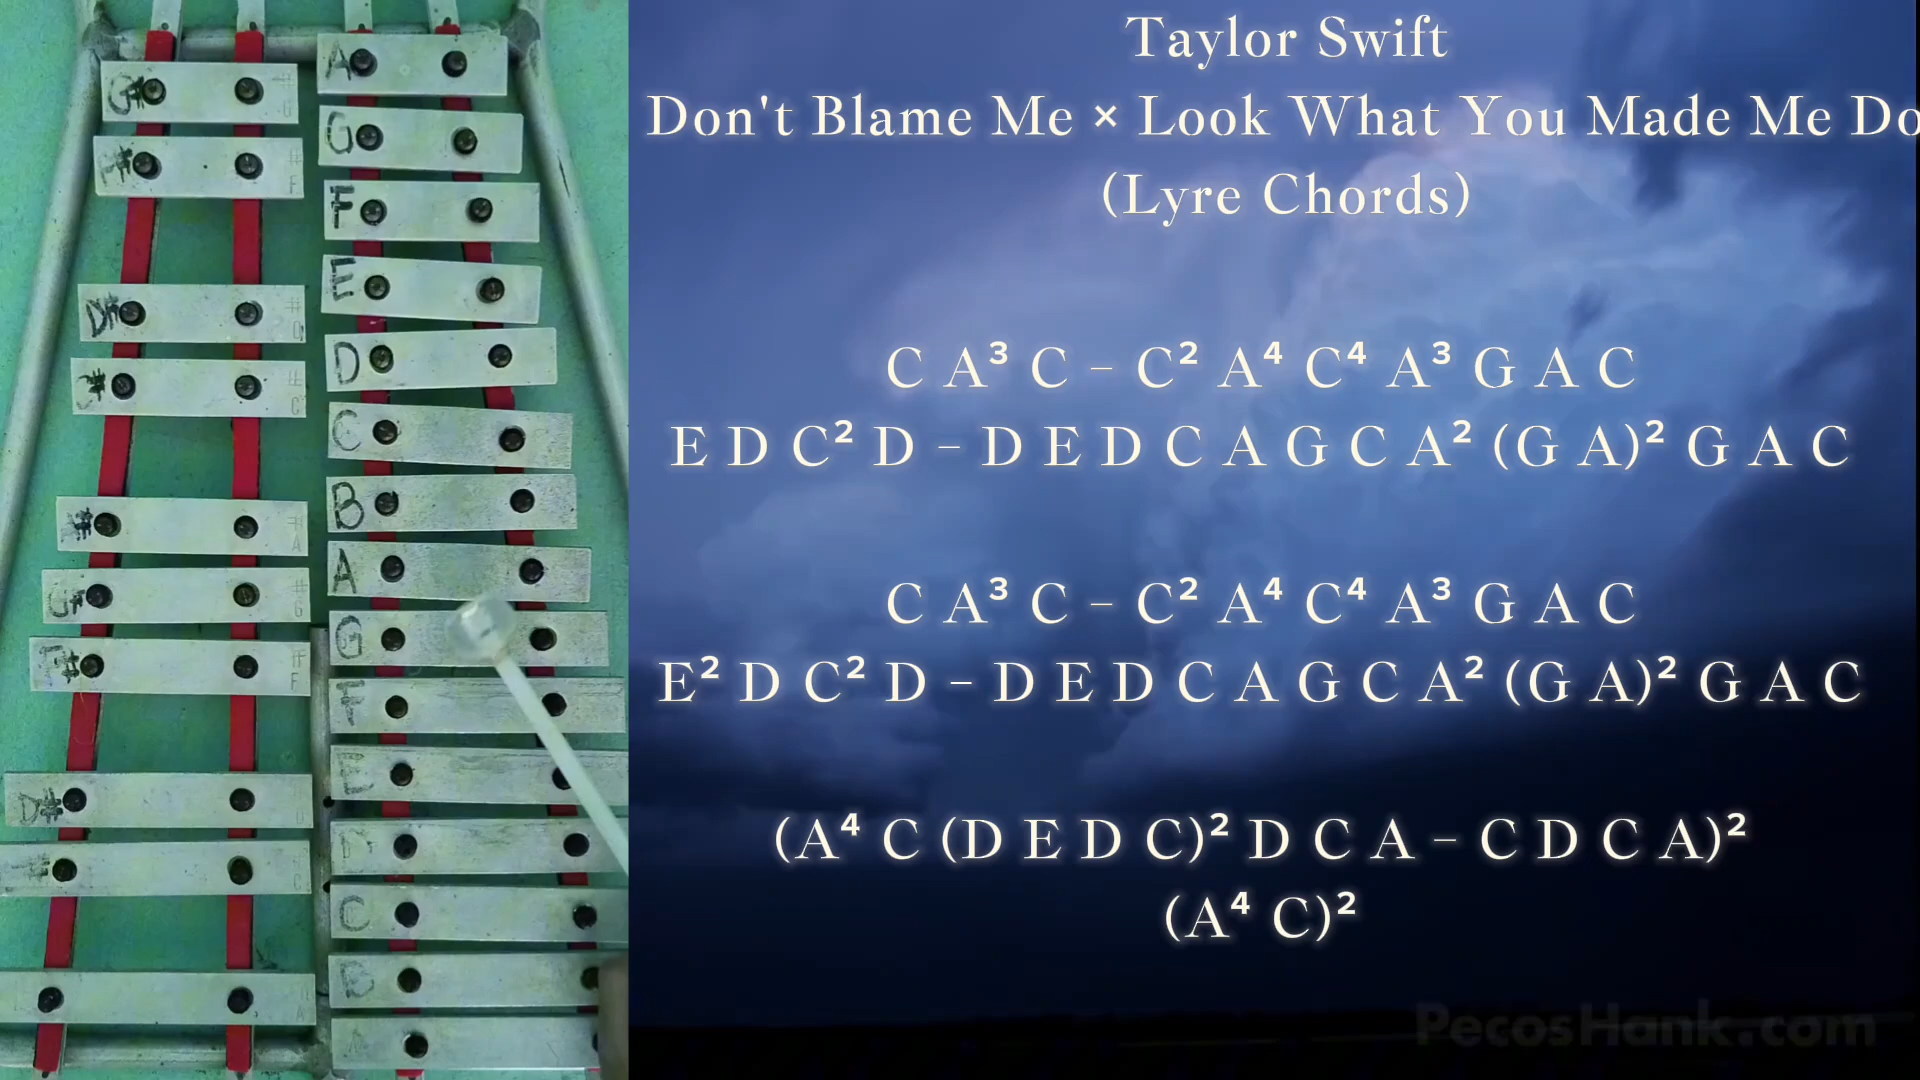 Taylor Swift
Don't Blame Me × Look What You Made Me Do
(Lyre Chords)
C A³ C – C² A⁴ C⁴ A³ G A C
E D C² D – D E D C A G C A² (G A)² G A C
C A³ C – C² A⁴ C⁴ A³ G A C
E² D C² D – D E D C A G C A² (G A)² G A C
(A⁴ C (D E D C)² D C A – C D C A)²
(A⁴ C)²
PecosHank.com
G#
F#
D#
C#
G#
F#
D#
A
G
F
E
D
C
B
A
G
F
E
D
C
B
A